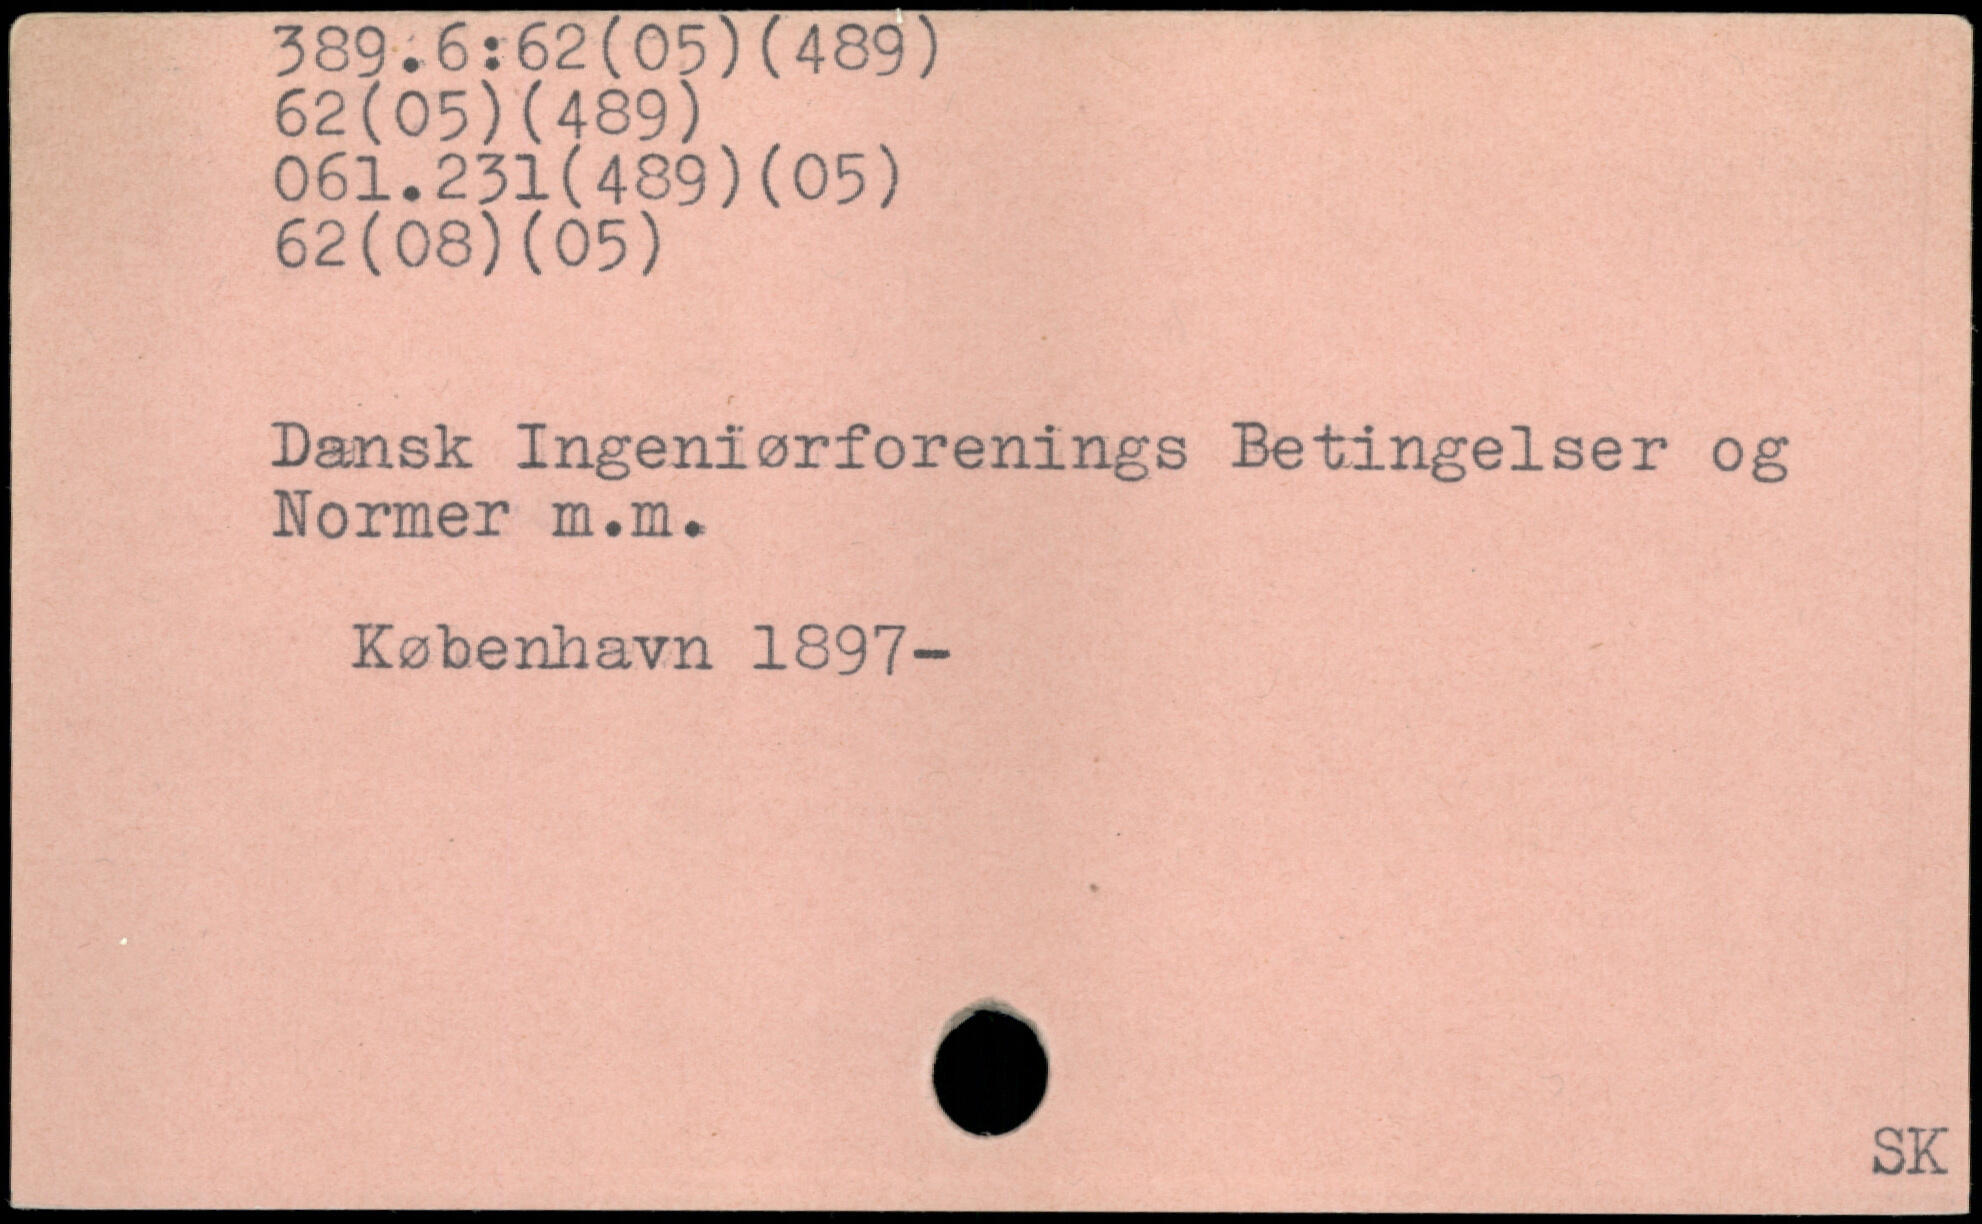 389.6:62(05)(489)
62(05)(489)
061.231(489)(05)
62(08)(05)
Dansk Ingeniørforenings Betingelser og
Normer m.m.
København 1897-
SK